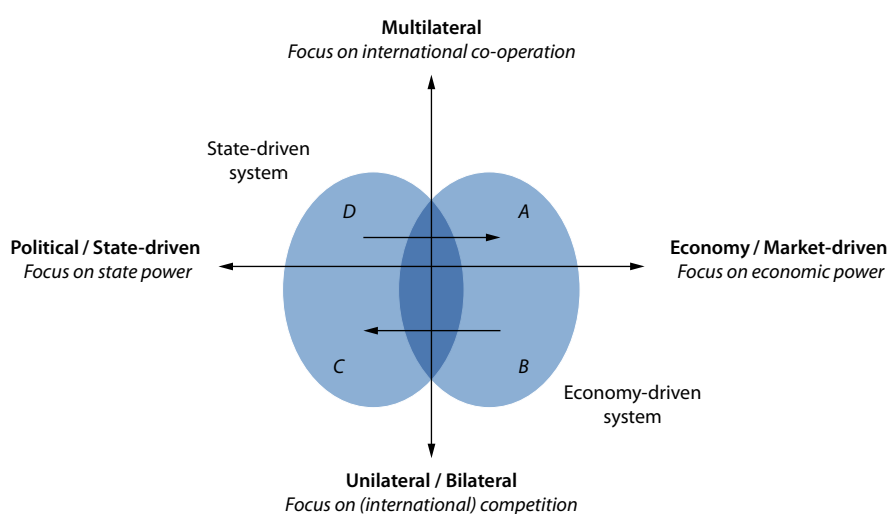 Multilateral
Focus on international co-operation
State-driven
system
D
A
Political / State-driven
Focus on state power
Economy / Market-driven
Focus on economic power
C
B
Economy-driven
system
Unilateral / Bilateral
Focus on (international) competition